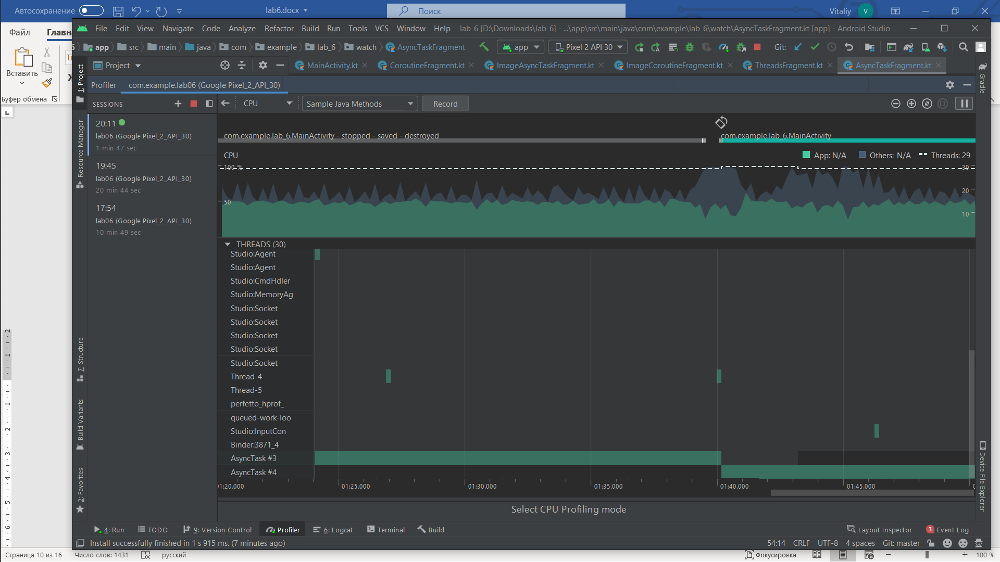 Автосохранение
lab6.docx
Поиск
Vitaliy
V
Файл
Главн
Вставить
Буфер обмена
File Edit View Navigate Code Analyze Refactor Build Run Tools VCS Window Help lab_6 [D:\Downloads\lab_6] - ...\app\src\main\java\com\example\lab_6\watch\AsyncTaskFragment.kt [app] - Android Studio
app src main java com example lab_6 watch AsyncTaskFragment
app
Pixel 2 API 30
Git:
1: Project
Project
MainActivity.kt
CoroutineFragment.kt
ImageAsyncTaskFragment.kt
ImageCoroutineFragment.kt
ThreadsFragment.kt
AsyncTaskFragment.kt
Gradle
Profiler com.example.lab06 (Google Pixel_2_API_30)
SESSIONS
CPU
Sample Java Methods
Record
20:11
lab06 (Google Pixel_2_API_30)
1 min 47 sec
19:45
lab06 (Google Pixel_2_API_30)
20 min 44 sec
17:54
lab06 (Google Pixel_2_API_30)
10 min 49 sec
Resource Manager
7: Structure
Build Variants
2: Favorites
com.example.lab_6.MainActivity - stopped - saved - destroyed
com.example.lab_6.MainActivity
CPU
App: N/A Others: N/A Threads: 29
100 %
50
30
20
10
THREADS (30)
Studio:Agent
Studio:Agent
Studio:CmdHdler
Studio:MemoryAg
Studio:Socket
Studio:Socket
Studio:Socket
Studio:Socket
Studio:Socket
Thread-4
Thread-5
perfetto_hprof_
queued-work-loo
Studio:InputCon
Binder:3871_4
AsyncTask #3
AsyncTask #4
01:20.000 01:25.000 01:30.000 01:35.000 01:40.000 01:45.000
Device File Explorer
Select CPU Profiling mode
4: Run TODO 9: Version Control Profiler 6: Logcat Terminal Build
Layout Inspector
3 Event Log
Install successfully finished in 1 s 915 ms. (7 minutes ago)
54:14 CRLF UTF-8 4 spaces Git: master
Страница 10 из 16 Число слов: 1431 русский
Фокусировка
100 %